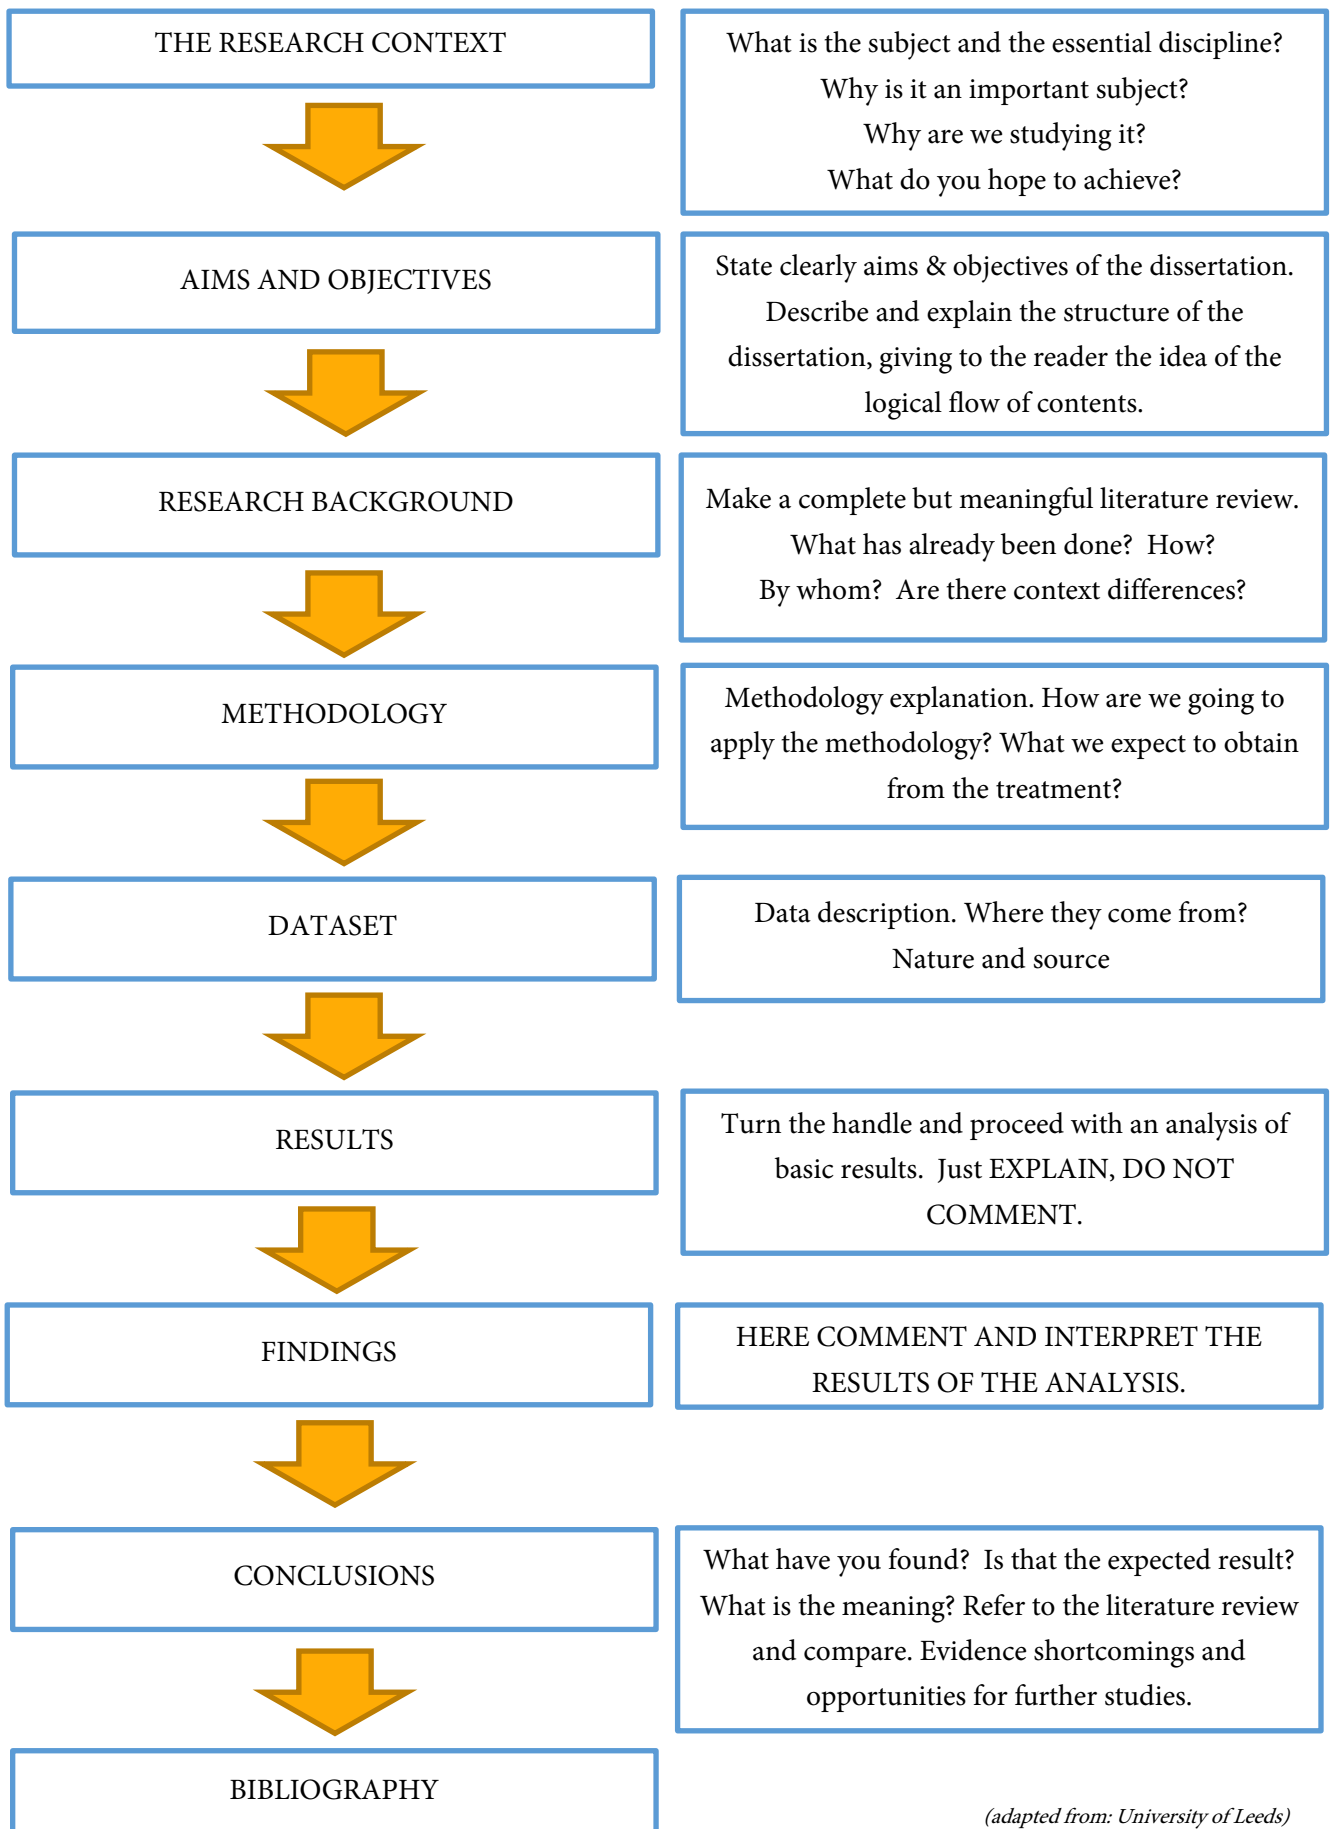 THE RESEARCH CONTEXT
What is the subject and the essential discipline?
Why is it an important subject?
Why are we studying it?
What do you hope to achieve?
AIMS AND OBJECTIVES
State clearly aims & objectives of the dissertation.
Describe and explain the structure of the
dissertation, giving to the reader the idea of the
logical flow of contents.
RESEARCH BACKGROUND
Make a complete but meaningful literature review.
What has already been done?  How?
By whom?  Are there context differences?
METHODOLOGY
Methodology explanation. How are we going to
apply the methodology? What we expect to obtain
from the treatment?
DATASET
Data description. Where they come from?
Nature and source
RESULTS
Turn the handle and proceed with an analysis of
basic results.  Just EXPLAIN, DO NOT
COMMENT.
FINDINGS
HERE COMMENT AND INTERPRET THE
RESULTS OF THE ANALYSIS.
CONCLUSIONS
What have you found?  Is that the expected result?
What is the meaning? Refer to the literature review
and compare. Evidence shortcomings and
opportunities for further studies.
BIBLIOGRAPHY
(adapted from: University of Leeds)